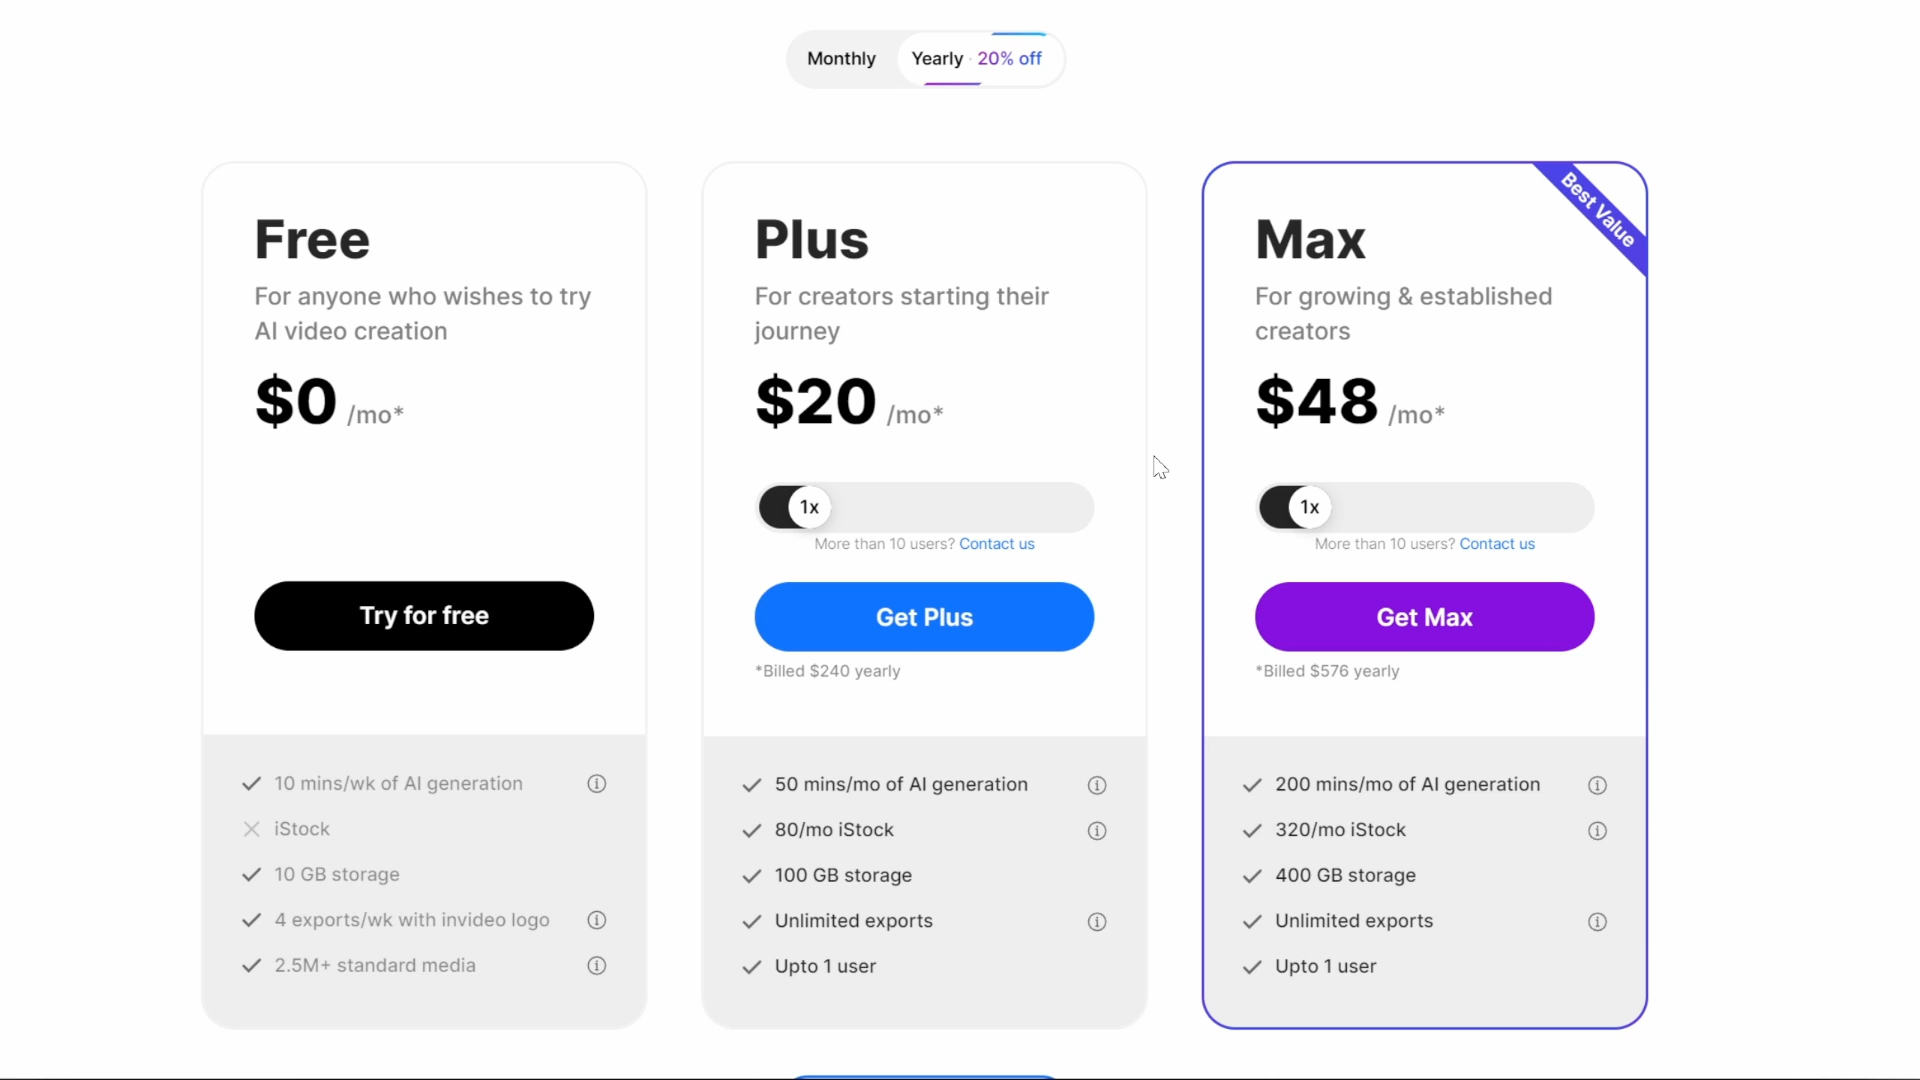 Monthly
Yearly · 20% off
Free
For anyone who wishes to try
AI video creation
$0 /mo*
Try for free
10 mins/wk of AI generation
iStock
10 GB storage
4 exports/wk with invideo logo
2.5M+ standard media
Plus
For creators starting their
journey
$20 /mo*
1x
More than 10 users? Contact us
Get Plus
*Billed $240 yearly
50 mins/mo of AI generation
80/mo iStock
100 GB storage
Unlimited exports
Upto 1 user
Best Value
Max
For growing & established
creators
$48 /mo*
1x
More than 10 users? Contact us
Get Max
*Billed $576 yearly
200 mins/mo of AI generation
320/mo iStock
400 GB storage
Unlimited exports
Upto 1 user